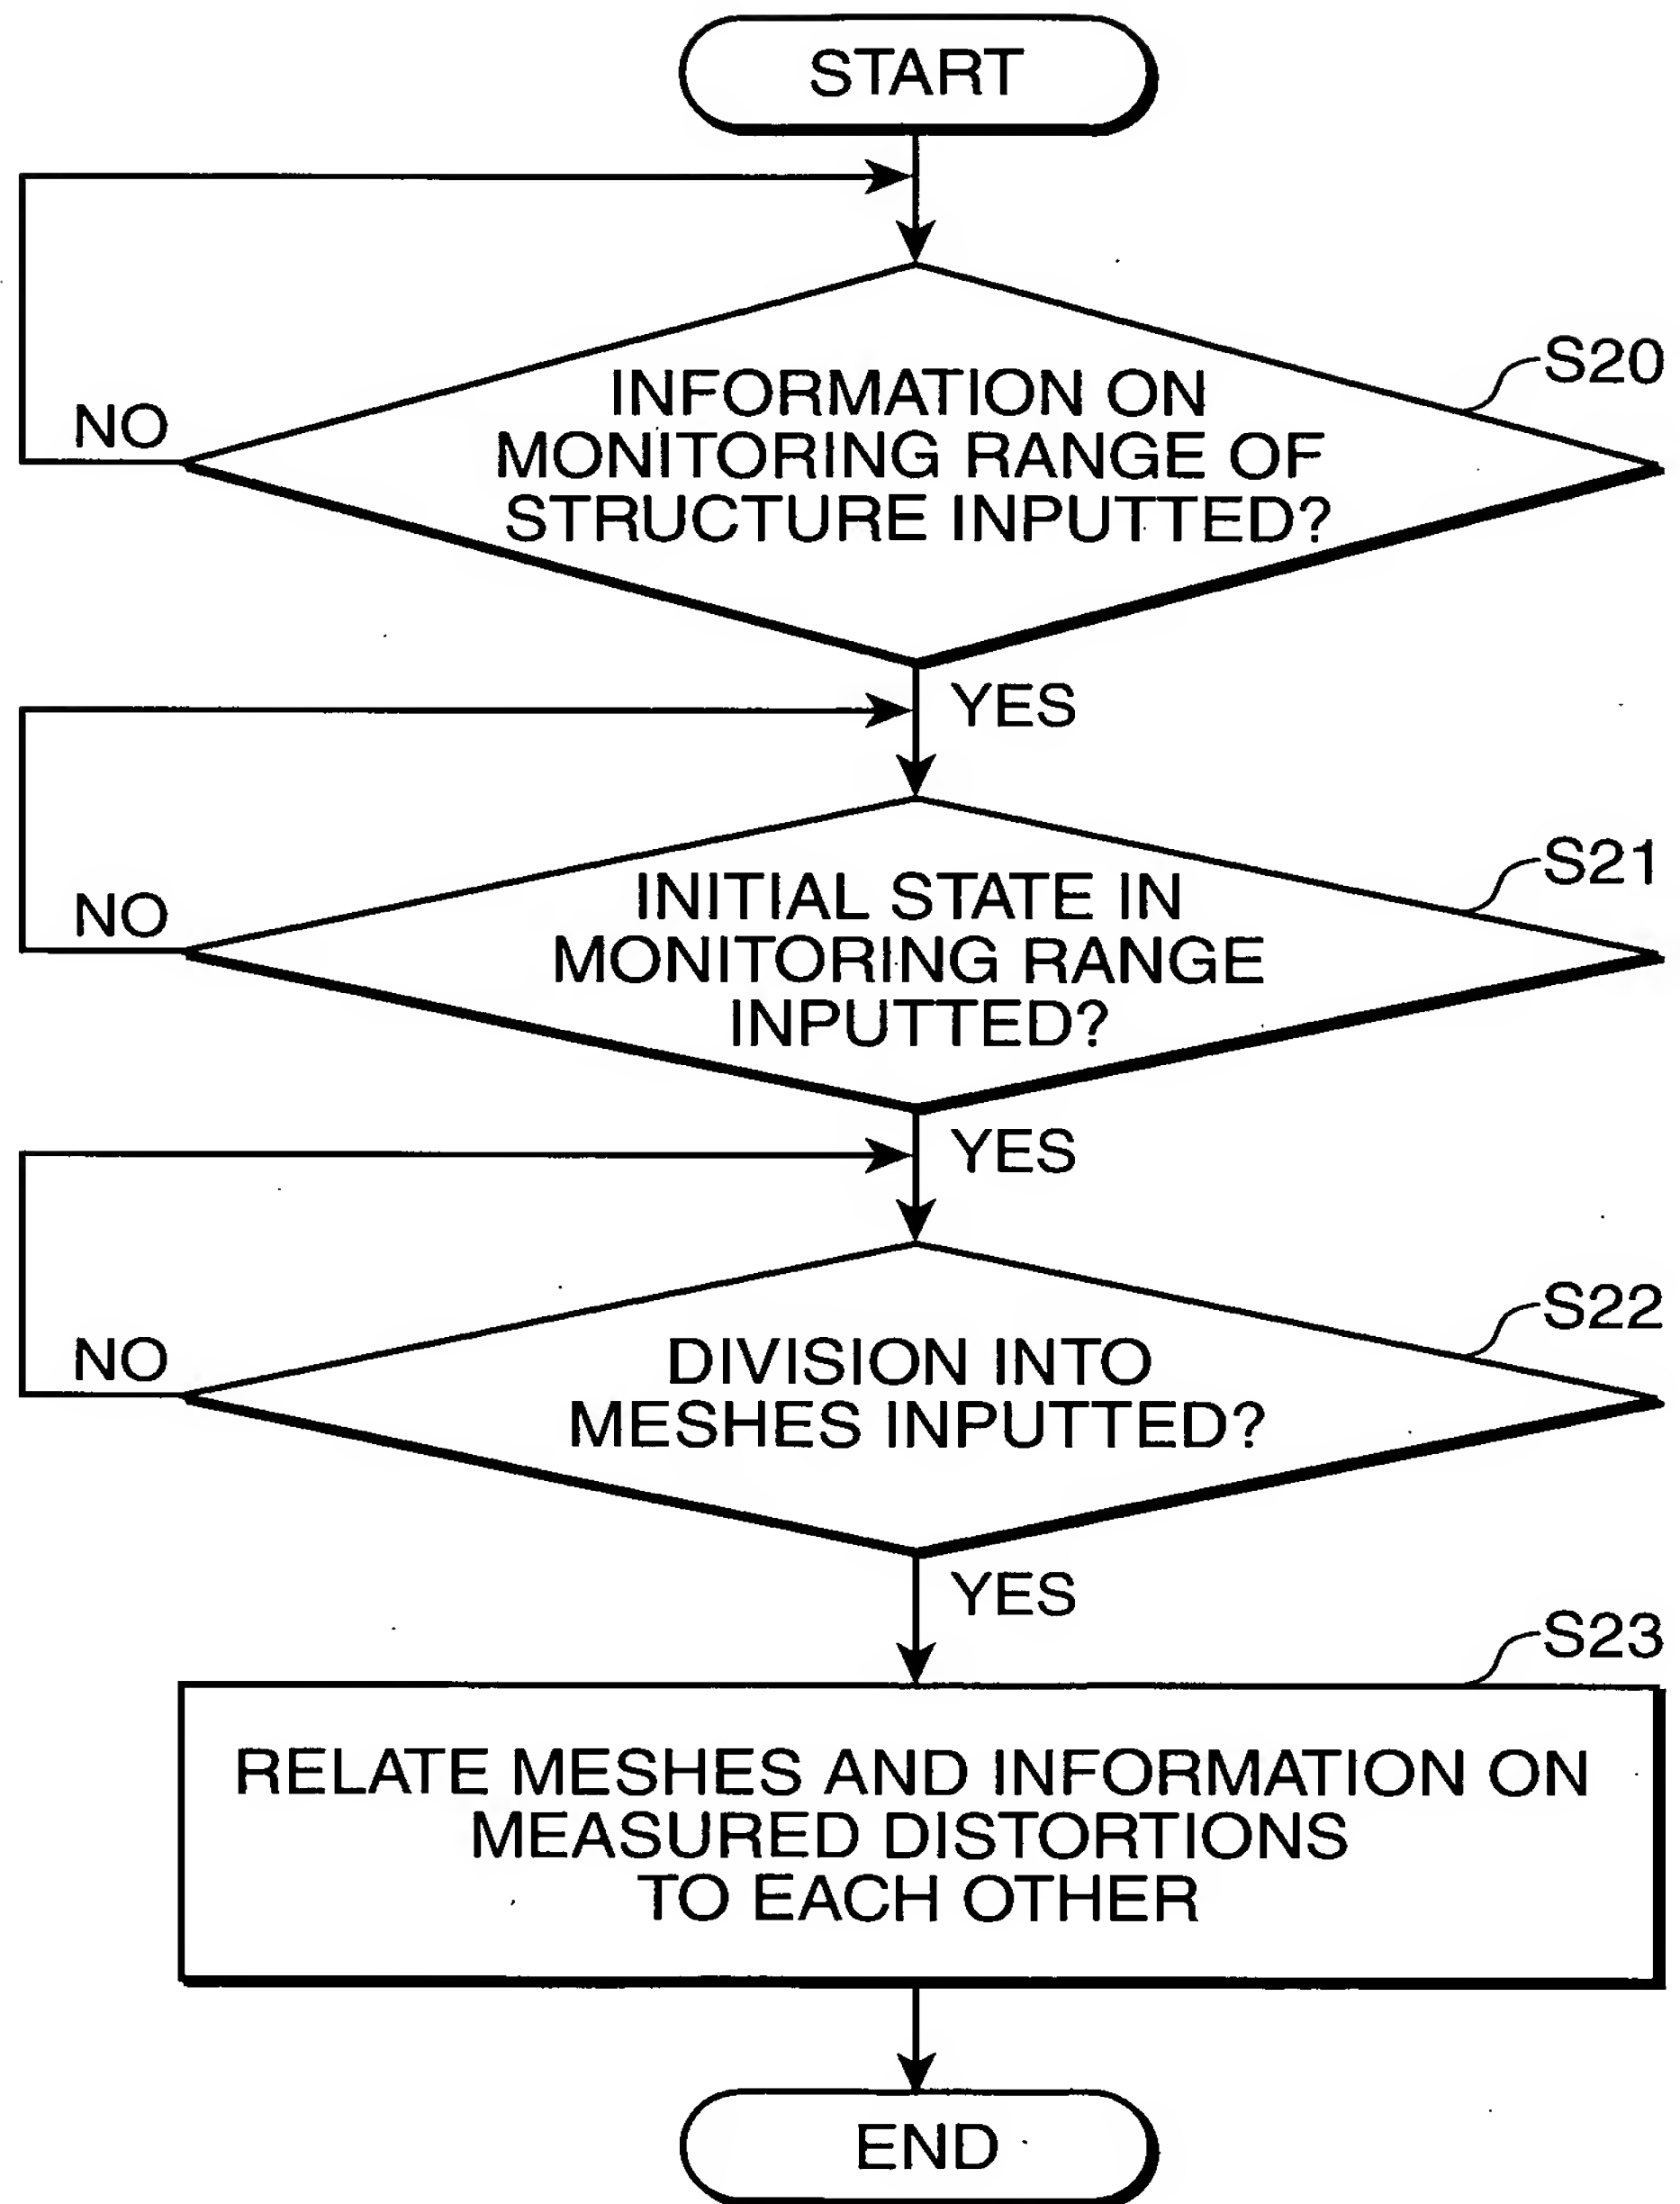 START
S20
INFORMATION ON
MONITORING RANGE OF
STRUCTURE INPUTTED?
NO
YES
S21
INITIAL STATE IN
MONITORING RANGE
INPUTTED?
NO
YES
S22
DIVISION INTO
MESHES INPUTTED?
NO
YES
S23
RELATE MESHES AND INFORMATION ON
MEASURED DISTORTIONS
TO EACH OTHER
END